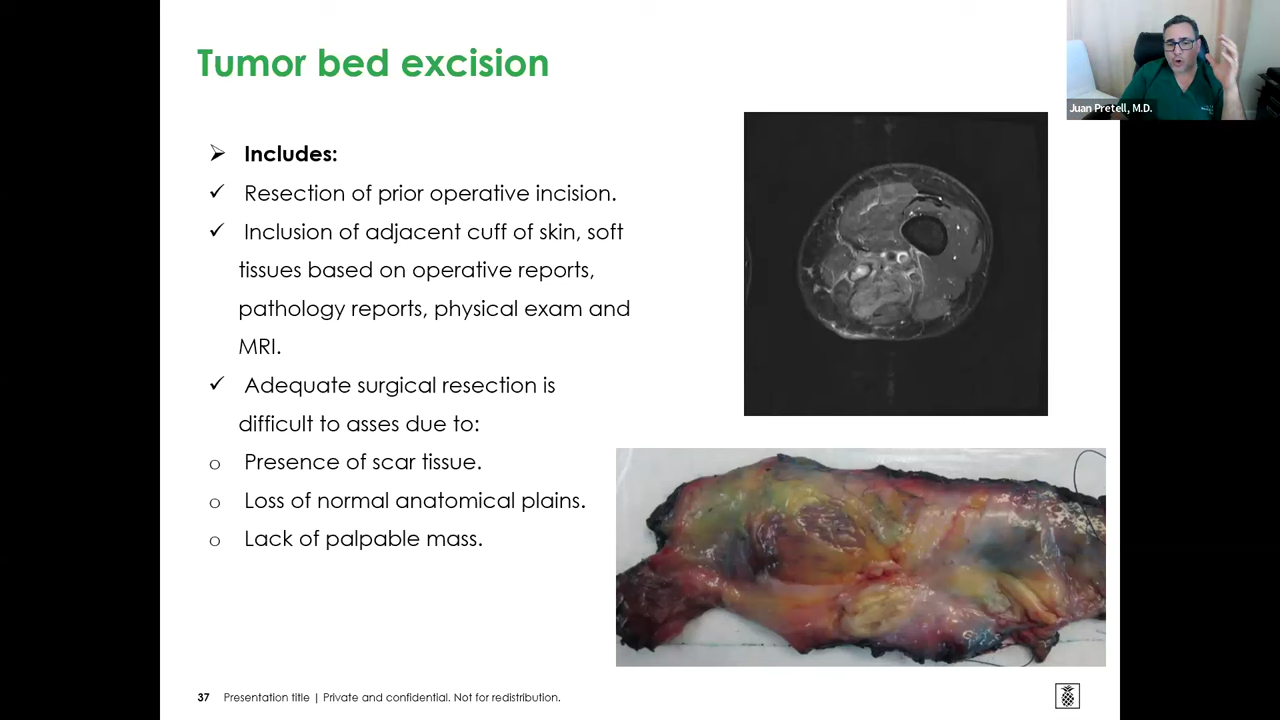 Tumor bed excision
Juan Pretell, M.D.
➢ Includes:
✓ Resection of prior operative incision.
✓ Inclusion of adjacent cuff of skin, soft
tissues based on operative reports,
pathology reports, physical exam and
MRI.
✓ Adequate surgical resection is
difficult to asses due to:
o Presence of scar tissue.
o Loss of normal anatomical plains.
o Lack of palpable mass.
37 Presentation title | Private and confidential. Not for redistribution.